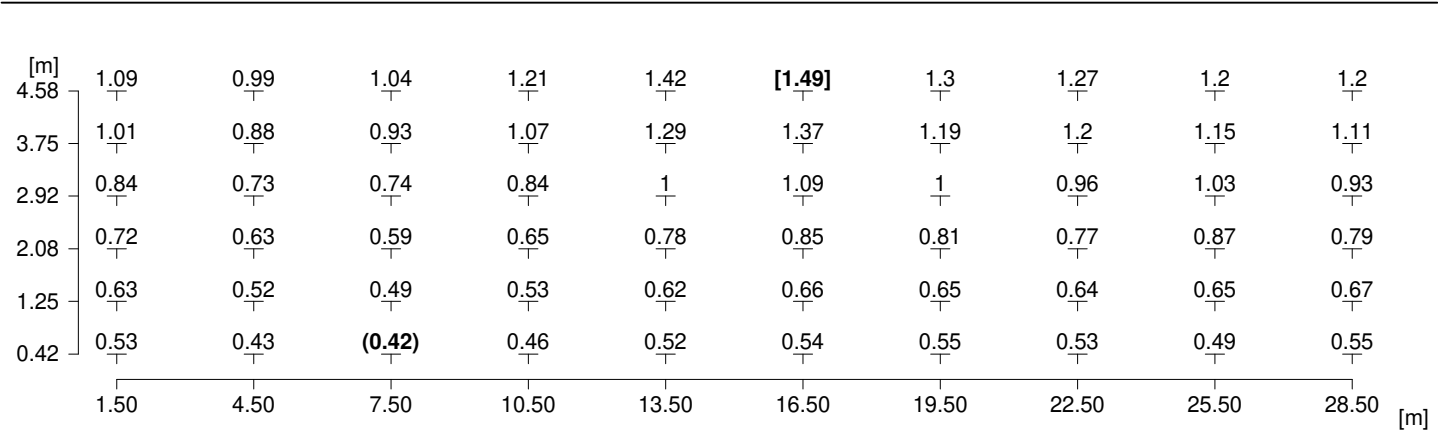 [m]
4.58 1.09 0.99 1.04 1.21 1.42 [1.49] 1.3 1.27 1.2 1.2
3.75 1.01 0.88 0.93 1.07 1.29 1.37 1.19 1.2 1.15 1.11
2.92 0.84 0.73 0.74 0.84 1 1.09 1 0.96 1.03 0.93
2.08 0.72 0.63 0.59 0.65 0.78 0.85 0.81 0.77 0.87 0.79
1.25 0.63 0.52 0.49 0.53 0.62 0.66 0.65 0.64 0.65 0.67
0.42 0.53 0.43 (0.42) 0.46 0.52 0.54 0.55 0.53 0.49 0.55
1.50 4.50 7.50 10.50 13.50 16.50 19.50 22.50 25.50 28.50 [m]